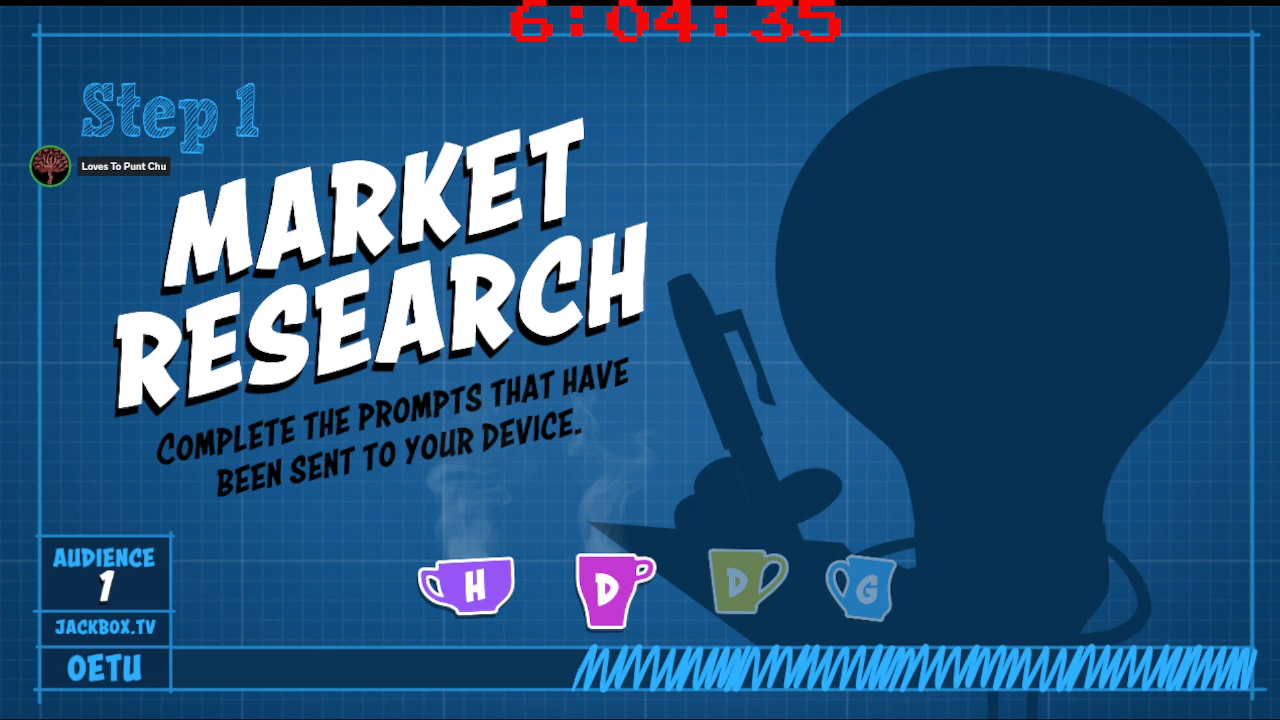 6:04:35
Step 1
Loves To Punt Chu
MARKET
RESEARCH
COMPLETE THE PROMPTS THAT HAVE
BEEN SENT TO YOUR DEVICE.
AUDIENCE
1
JACKBOX.TV
OETU
H D D G